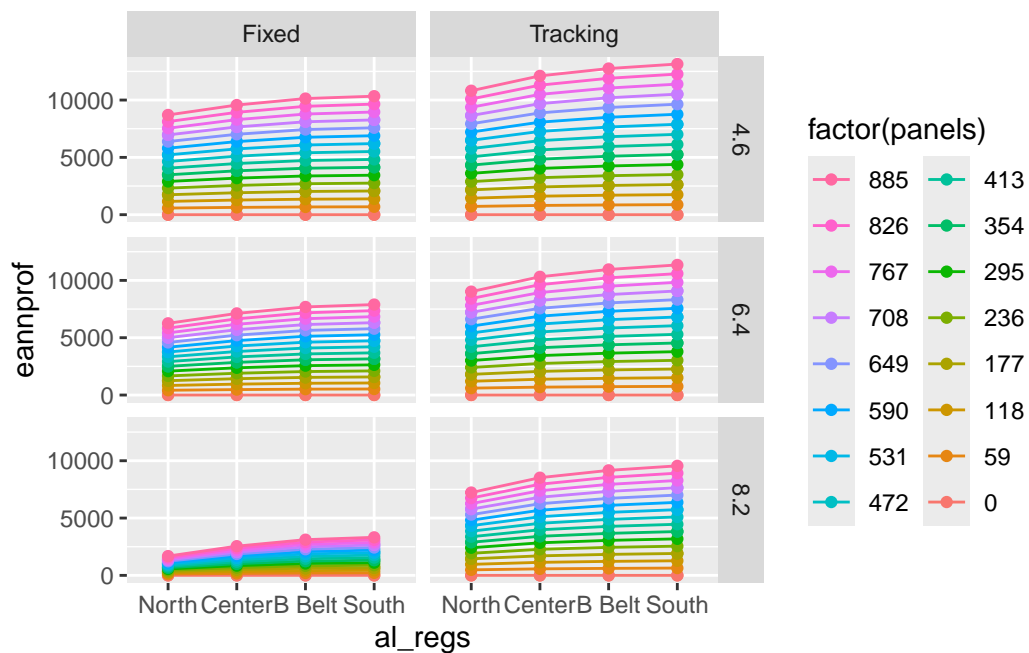 Fixed
Tracking
10000
5000
0
4.6
10000
5000
0
6.4
10000
5000
0
8.2
North
Center
B Belt
South
North
Center
B Belt
South
al_regs
eannprof
factor(panels)
885
826
767
708
649
590
531
472
413
354
295
236
177
118
59
0